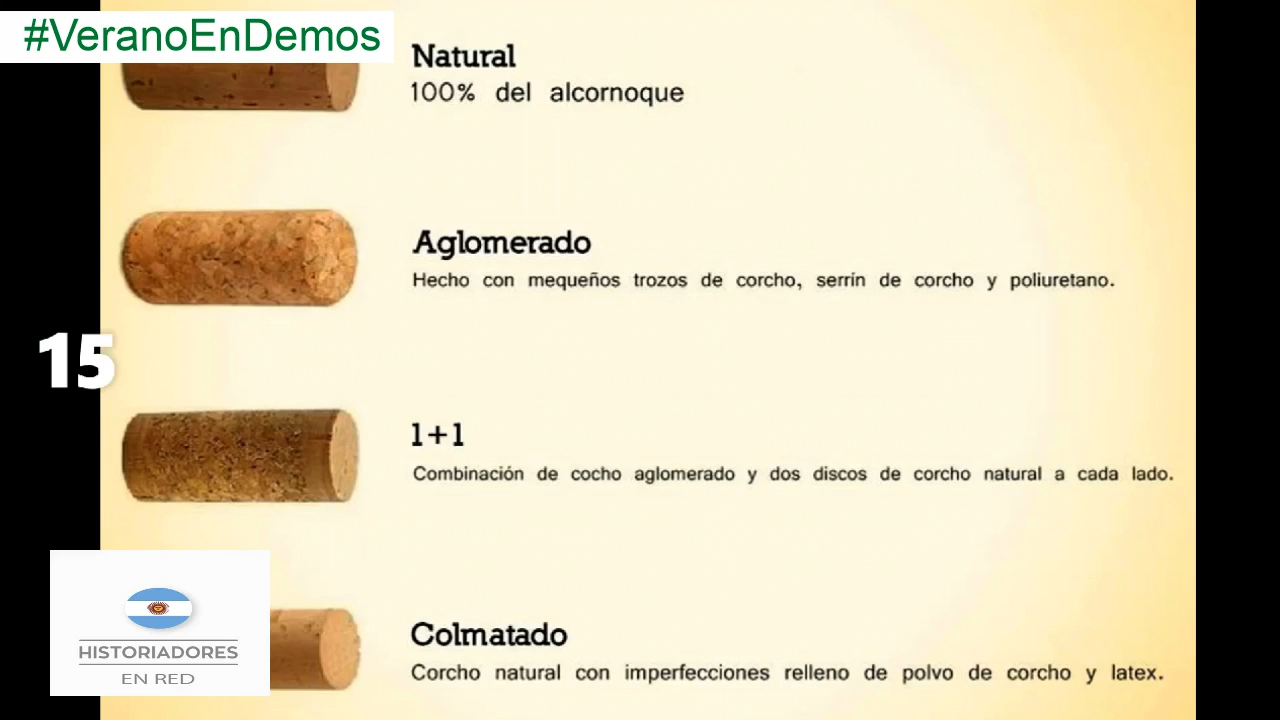 #VeranoEnDemos
Natural
100% del alcornoque
Aglomerado
Hecho con mequeños trozos de corcho, serrín de corcho y poliuretano.
15
1+1
Combinación de cocho aglomerado y dos discos de corcho natural a cada lado.
Colmatado
Corcho natural con imperfecciones relleno de polvo de corcho y latex.
HISTORIADORES
EN RED